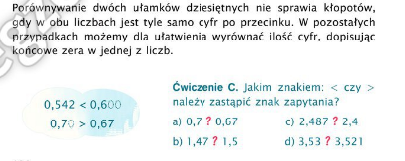 Porównywanie dwóch ułamków dziesiętnych nie sprawia kłopotów,
gdy w obu liczbach jest tyle samo cyfr po przecinku. W pozostałych
przypadkach możemy dla ułatwienia wyrównać ilość cyfr, dopisując
końcowe zera w jednej z liczb.
0,542 < 0,600
0,70 > 0,67
Ćwiczenie C. Jakim znakiem: < czy >
należy zastąpić znak zapytania?
a) 0,7 ? 0,67 c) 2,487 ? 2,4
b) 1,47 ? 1,5 d) 3,53 ? 3,521